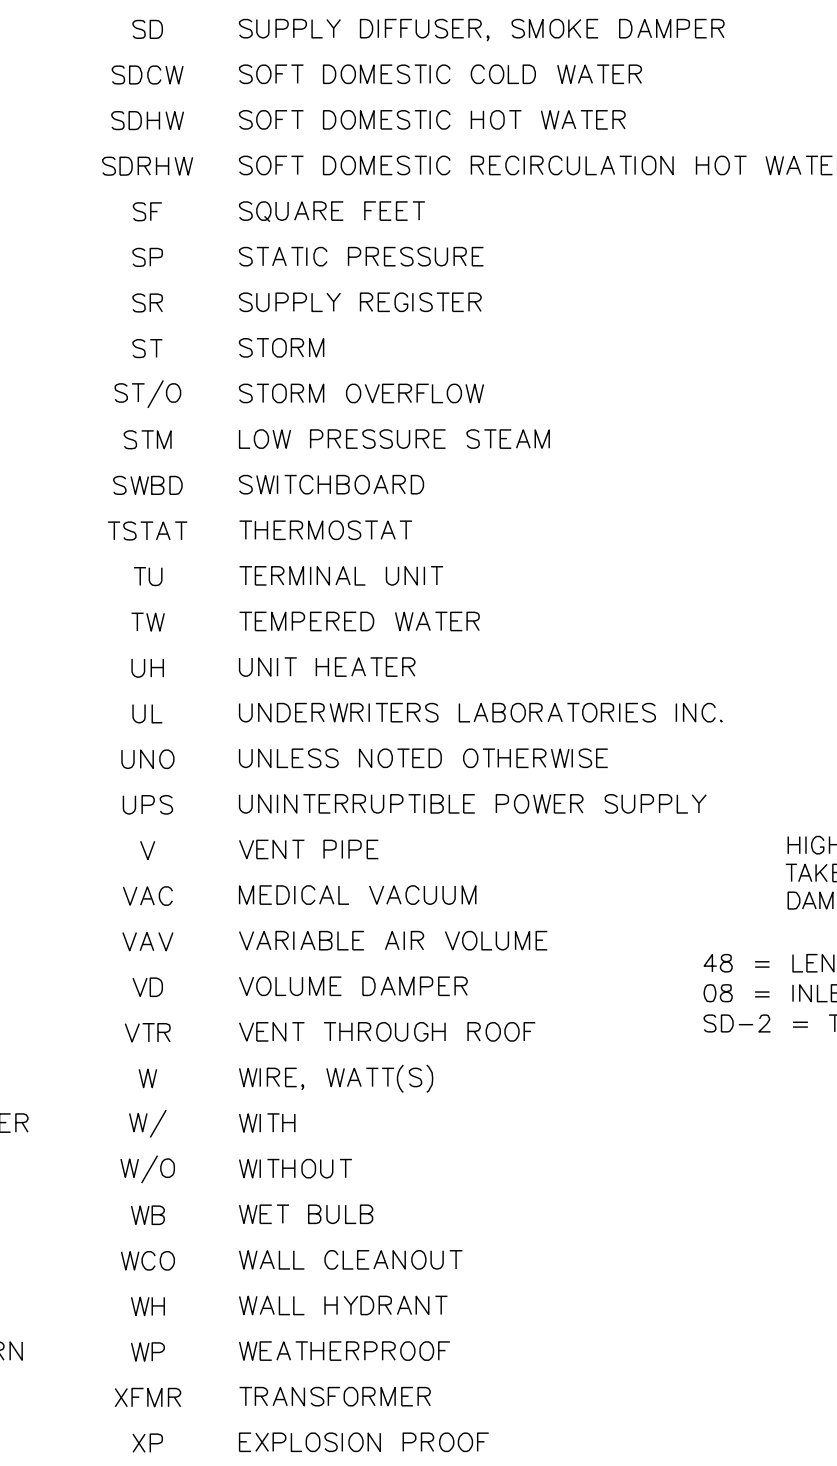 SD SUPPLY DIFFUSER, SMOKE DAMPER
SDCW SOFT DOMESTIC COLD WATER
SDHW SOFT DOMESTIC HOT WATER
SDRHW SOFT DOMESTIC RECIRCULATION HOT
SF SQUARE FEET
SP STATIC PRESSURE
SR SUPPLY REGISTER
ST STORM
ST/O STORM OVERFLOW
STM LOW PRESSURE STEAM
SWBD SWITCHBOARD
TSTAT THERMOSTAT
TU TERMINAL UNIT
TW TEMPERED WATER
UH UNIT HEATER
UL UNDERWRITERS LABORATORIES INC.
UNO UNLESS NOTED OTHERWISE
UPS UNINTERRUPTIBLE POWER SUPPLY
V VENT PIPE
VAC MEDICAL VACUUM
VAV VARIABLE AIR VOLUME
VD VOLUME DAMPER
VTR VENT THROUGH ROOF
W WIRE, WATT(S)
W/ WITH
W/O WITHOUT
WB WET BULB
WCO WALL CLEANOUT
WH WALL HYDRANT
WP WEATHERPROOF
XFMR TRANSFORMER
XP EXPLOSION PROOF
48 =
08 =
SD-2 =